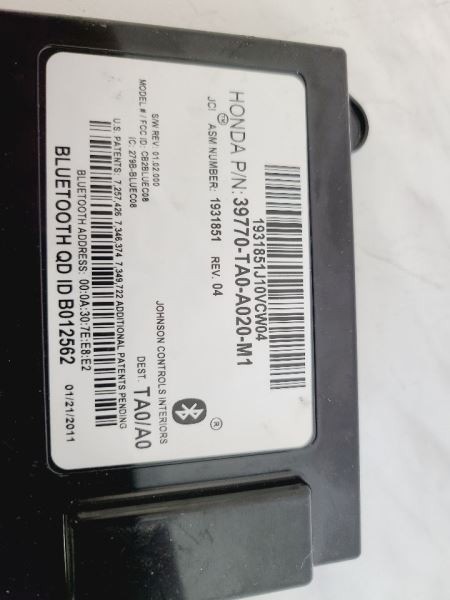 1931851J10VCW04
HONDA P/N: 39770-TA0-A020-M1
JCI TM ASM NUMBER: 1931851 REV. 04
®
S/W REV: 01.02.000
MODEL # / FCC ID: CB2BLUEC08
IC: 279B-BLUEC08
JOHNSON CONTROLS INTERIORS
DEST. TA0/A0
U.S. PATENTS: 7,257,426 7,346,374 7,349,722 ADDITIONAL PATENTS PENDING
BLUETOOTH ADDRESS: 00:0A:30:7E:E8:E2
BLUETOOTH QD ID B012562
01/21/2011